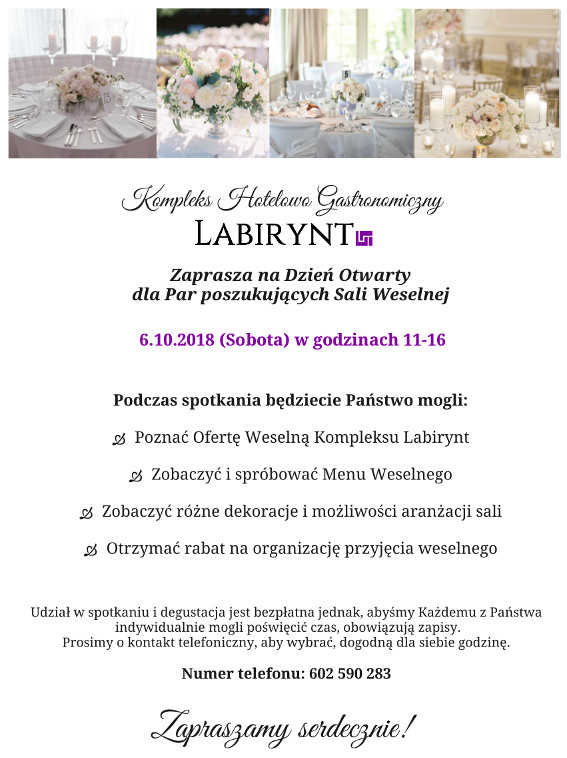 Kompleks Hotelowo Gastronomiczny
LABIRYNT
Zaprasza na Dzień Otwarty
dla Par poszukujących Sali Weselnej
6.10.2018 (Sobota) w godzinach 11-16
Podczas spotkania będziecie Państwo mogli:
Poznać Ofertę Weselną Kompleksu Labirynt
Zobaczyć i spróbować Menu Weselnego
Zobaczyć różne dekoracje i możliwości aranżacji sali
Otrzymać rabat na organizację przyjęcia weselnego
Udział w spotkaniu i degustacja jest bezpłatna jednak, abyśmy Każdemu z Państwa
indywidualnie mogli poświęcić czas, obowiązują zapisy.
Prosimy o kontakt telefoniczny, aby wybrać, dogodną dla siebie godzinę.
Numer telefonu: 602 590 283
Zapraszamy serdecznie!